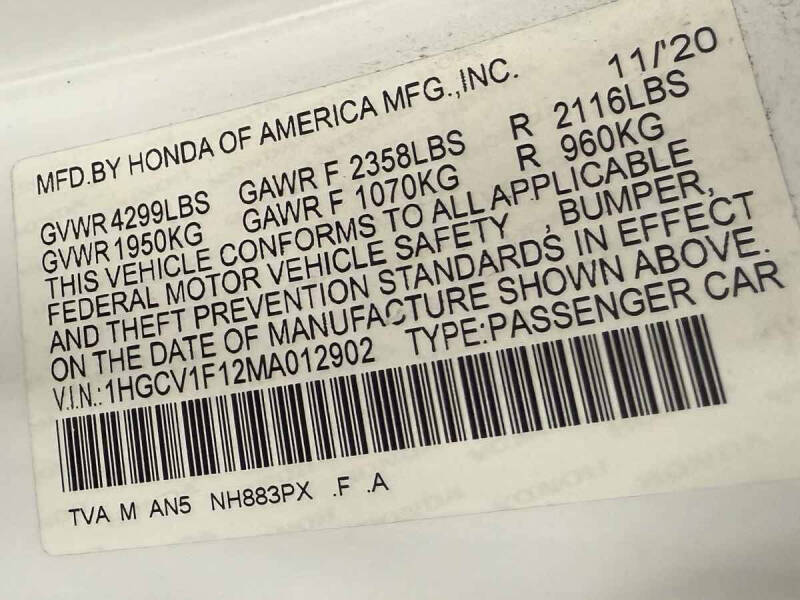 MFD.BY HONDA OF AMERICA MFG.,INC. 11/'20
GVWR 4299LBS GAWR F 2358LBS R 2116LBS
GVWR 1950KG GAWR F 1070KG R 960KG
THIS VEHICLE CONFORMS TO ALL APPLICABLE
FEDERAL MOTOR VEHICLE SAFETY , BUMPER,
AND THEFT PREVENTION STANDARDS IN EFFECT
ON THE DATE OF MANUFACTURE SHOWN ABOVE.
V.I.N.:1HGCV1F12MA012902 TYPE:PASSENGER CAR
TVA M AN5 NH883PX .F .A